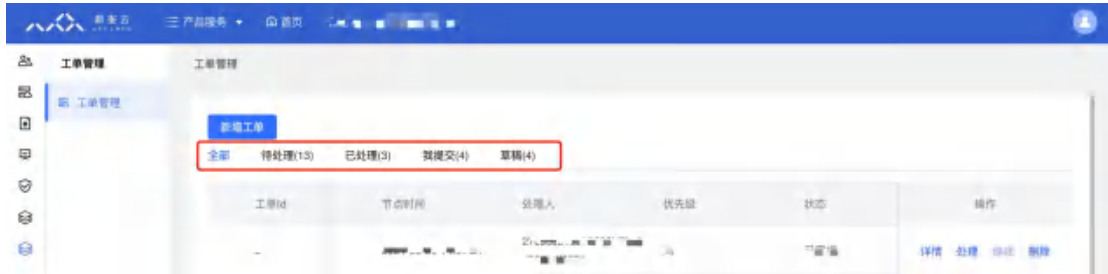 产品服务 首页
工单管理 工单管理
工单管理
新增工单
全部 待处理(13) 已处理(3) 我提交(4) 草稿(4)
工单Id 节点时间 处理人 优先级 状态 操作
详情 处理 修改 删除